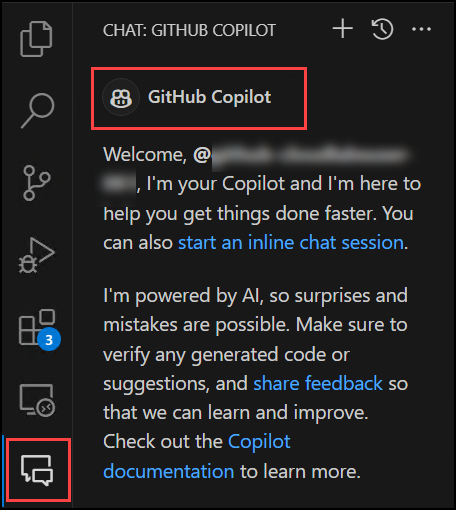 CHAT: GITHUB COPILOT
GitHub Copilot
Welcome, @
, I'm your Copilot and I'm here to
help you get things done faster. You
can also start an inline chat session.
I'm powered by AI, so surprises and
mistakes are possible. Make sure to
verify any generated code or
suggestions, and share feedback so
that we can learn and improve.
Check out the Copilot
documentation to learn more.
3